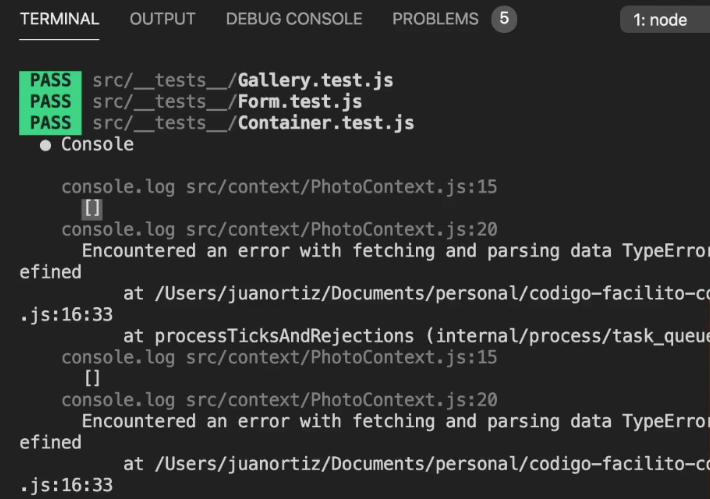 TERMINAL OUTPUT DEBUG CONSOLE PROBLEMS 5 1: node
PASS src/__tests__/Gallery.test.js
PASS src/__tests__/Form.test.js
PASS src/__tests__/Container.test.js
● Console
console.log src/context/PhotoContext.js:15
[]
console.log src/context/PhotoContext.js:20
Encountered an error with fetching and parsing data TypeError
efined
at /Users/juanortiz/Documents/personal/codigo-facilito-co
.js:16:33
at processTicksAndRejections (internal/process/task_queue
console.log src/context/PhotoContext.js:15
[]
console.log src/context/PhotoContext.js:20
Encountered an error with fetching and parsing data TypeError
efined
at /Users/juanortiz/Documents/personal/codigo-facilito-co
.js:16:33